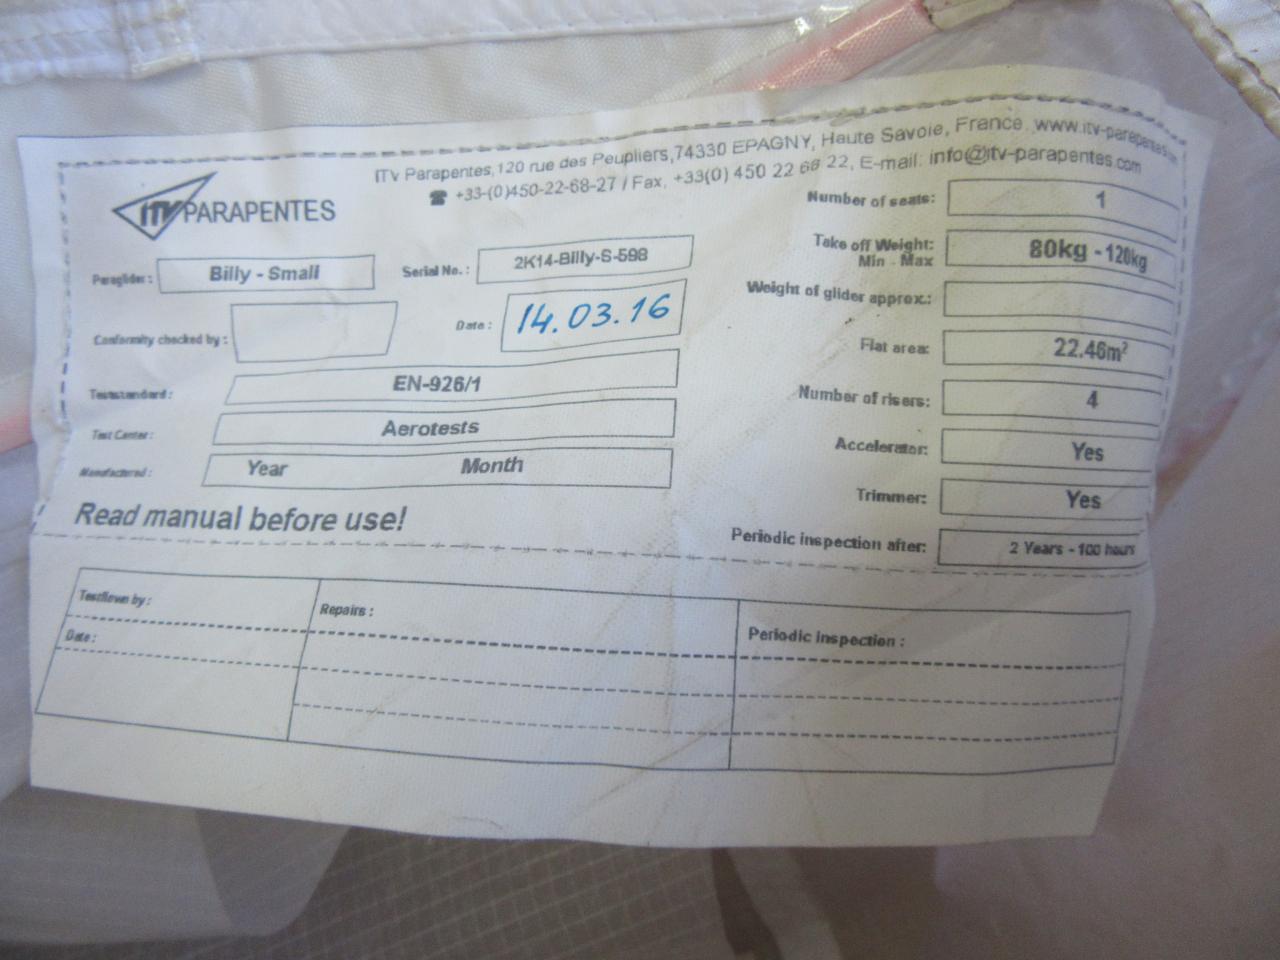 ITV Parapentes, 120 rue des Peupliers, 74330 EPAGNY, Haute Savoie, France. www.itv-parapentes.com
☎ +33-(0)450-22-68-27 / Fax, +33(0) 450 22 68 22, E-mail: info@itv-parapentes.com
ITV PARAPENTES
Paraglider: Billy - Small
Serial No.: 2K14-Billy-S-598
Conformity checked by:
Date: 14.03.16
Teststandard: EN-926/1
Test Center: Aerotests
Manufactured: Year Month
Read manual before use!
Number of seats: 1
Take off Weight: 80kg - 120kg
Min - Max
Weight of glider approx.:
Flat area: 22.46m²
Number of risers: 4
Accelerator: Yes
Trimmer: Yes
Periodic inspection after: 2 Years - 100 hours
Testflown by:
Date:
Repairs:
Periodic inspection: